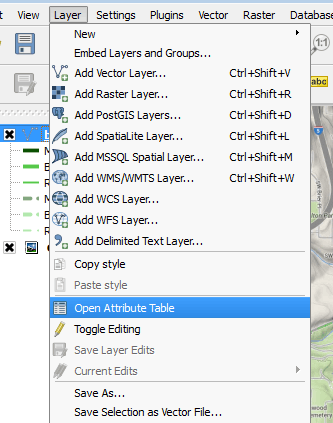 View Layer Settings Plugins Vector Raster Database
New
Embed Layers and Groups...
Add Vector Layer... Ctrl+Shift+V
Add Raster Layer... Ctrl+Shift+R
Add PostGIS Layers... Ctrl+Shift+D
Add SpatiaLite Layer... Ctrl+Shift+L
Add MSSQL Spatial Layer... Ctrl+Shift+M
Add WMS/WMTS Layer... Ctrl+Shift+W
Add WCS Layer...
Add WFS Layer...
Add Delimited Text Layer...
Copy style
Paste style
Open Attribute Table
Toggle Editing
Save Layer Edits
Current Edits
Save As...
Save Selection as Vector File...
1:1
abc